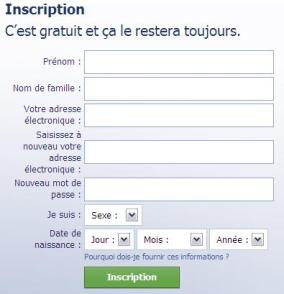 Inscription
C'est gratuit et ça le restera toujours.
Prénom :
Nom de famille :
Votre adresse
électronique :
Saisissez à
nouveau votre
adresse
électronique :
Nouveau mot de
passe :
Je suis : Sexe :
Date de
naissance : Jour : Mois : Année :
Pourquoi dois-je fournir ces informations ?
Inscription